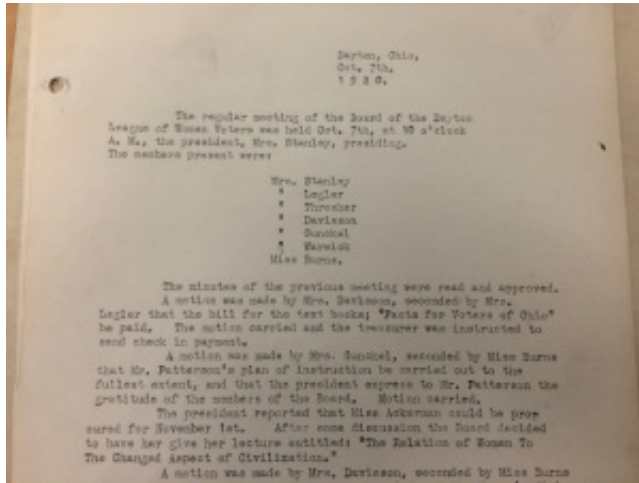 Dayton, Ohio,
Oct. 7th.
1920.
The regular meeting of the Board of the Dayton
League of Women Voters was held Oct. 7th, at 10 o'clock
A. M., the president, Mrs. Stanley, presiding.
The members present were:
Mrs. Stanley
" Legler
" Thresher
" Davisson
" Gunckel
" Warwick
Miss Burns.
The minutes of the previous meeting were read and approved.
A motion was made by Mrs. Davisson, seconded by Mrs.
Legler that the bill for the text books; "Facts for Voters of Ohio"
be paid. The motion carried and the treasurer was instructed to
send check in payment.
A motion was made by Mrs. Gunckel, seconded by Miss Burns
that Mr. Patterson's plan of instruction be carried out to the
fullest extent, and that the president express to Mr. Patterson the
gratitude of the members of the Board. Motion carried.
The president reported that Miss Ackerman could be pro-
cured for November 1st. After some discussion the Board decided
to have her give her lecture entitled: "The Relation of Women To
The Changed Aspect of Civilization."
A motion was made by Mrs. Davisson, seconded by Miss Burns